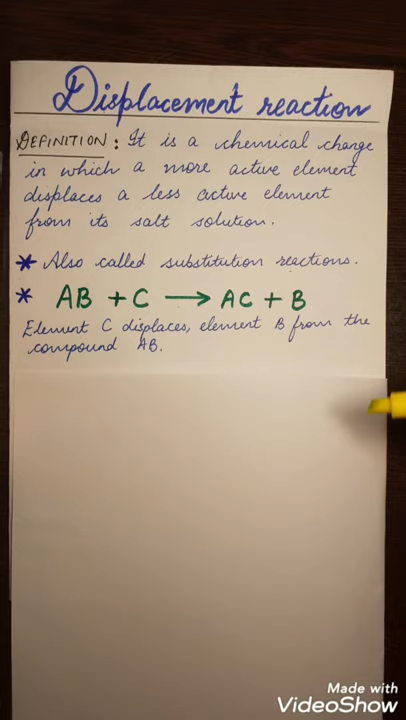 Displacement reaction
DEFINITION: It is a chemical change
in which a more active element
displaces a less active element
from its salt solution.
* Also called substitution reactions.
* AB + C → AC + B
Element C displaces, element B from the
compound AB.
Made with
VideoShow